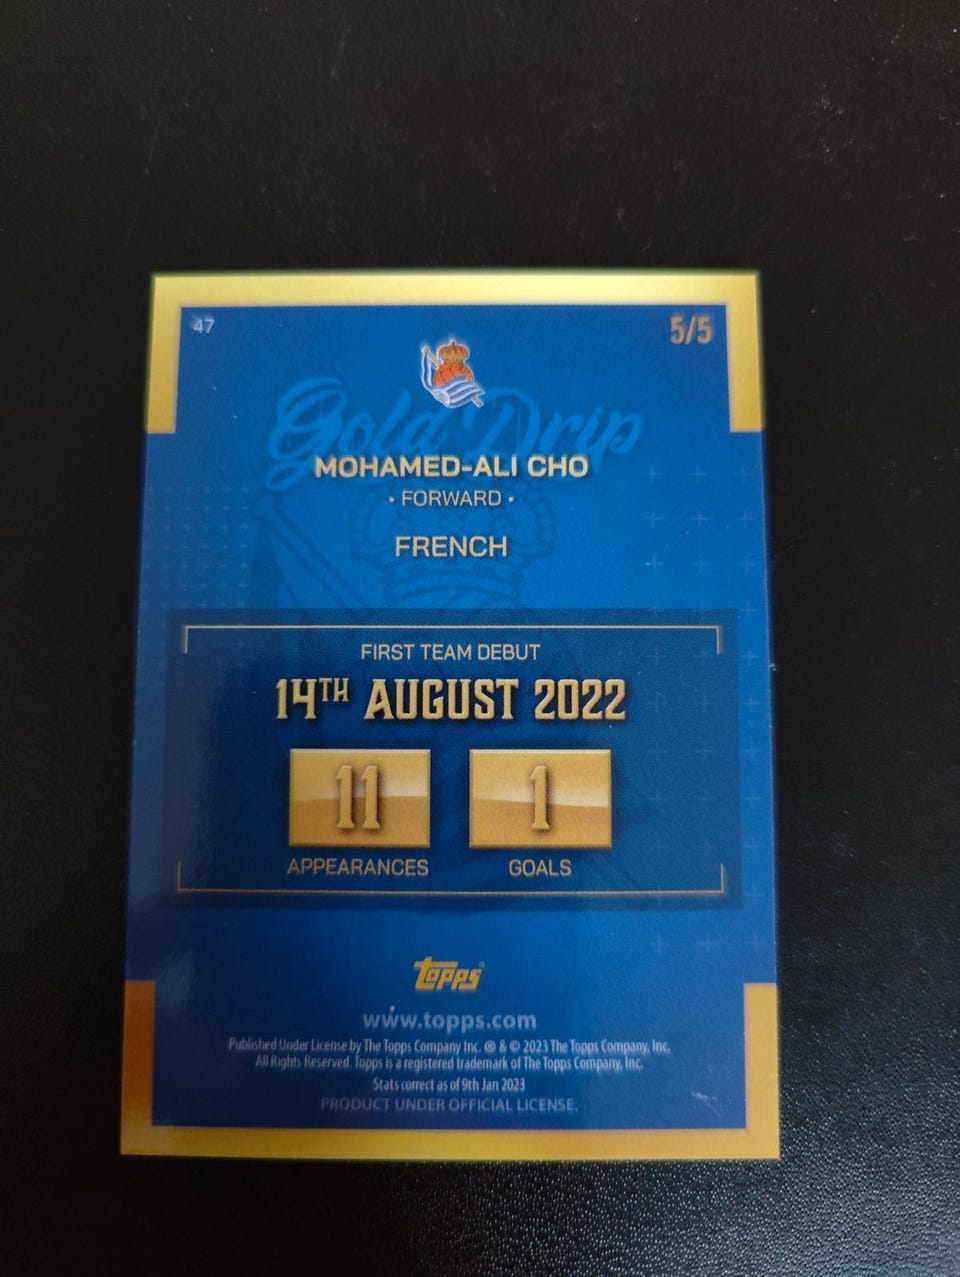 47
5/5
Gold Drip
MOHAMED-ALI CHO
• FORWARD •
FRENCH
FIRST TEAM DEBUT
14TH AUGUST 2022
11 1
APPEARANCES GOALS
topps
www.topps.com
Published Under License by The Topps Company Inc. ® & © 2023 The Topps Company, Inc.
All Rights Reserved. Topps is a registered trademark of The Topps Company, Inc.
Stats correct as of 9th Jan 2023
PRODUCT UNDER OFFICIAL LICENSE.